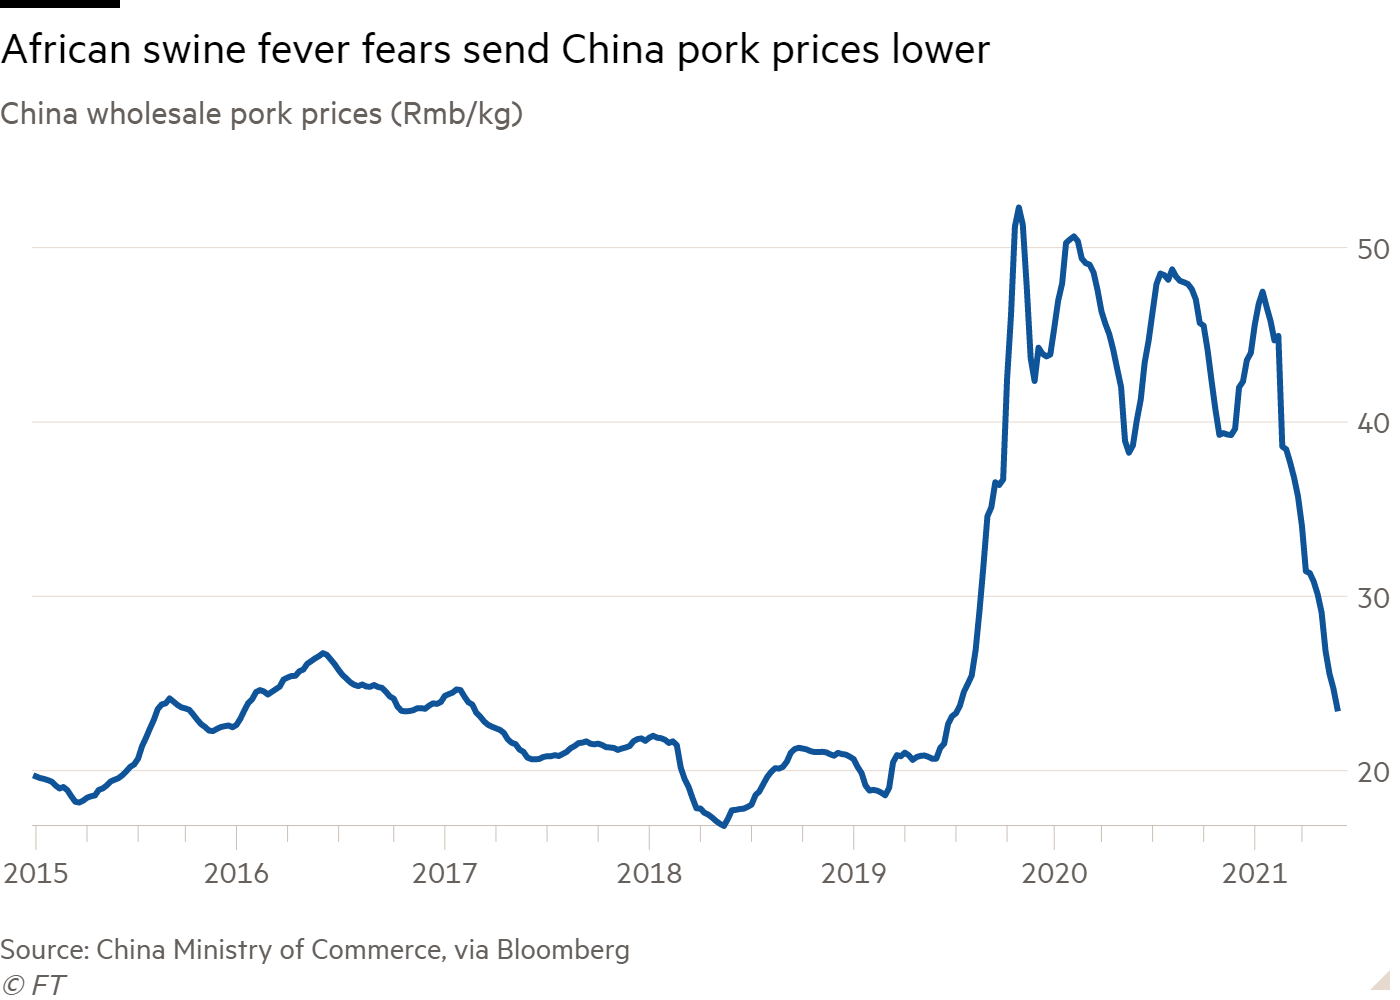 African swine fever fears send China pork prices lower
China wholesale pork prices (Rmb/kg)
50
40
30
20
2015 2016 2017 2018 2019 2020 2021
Source: China Ministry of Commerce, via Bloomberg
© FT